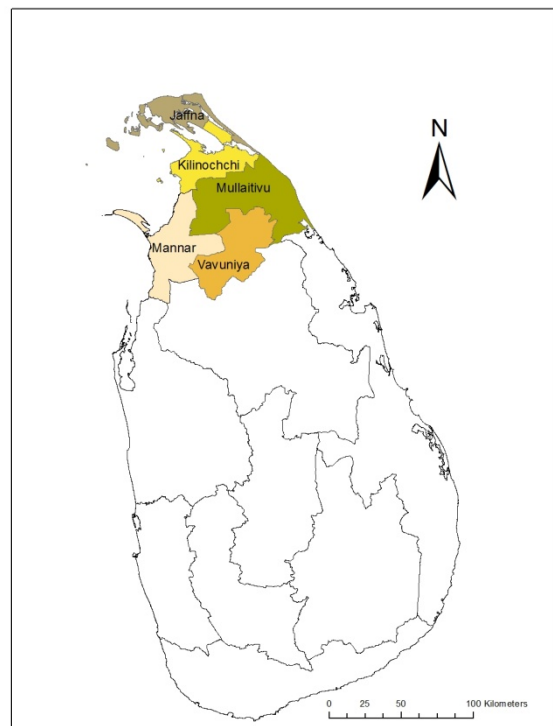 Jaffna
N
Kilinochchi
Mullaitivu
Mannar
Vavuniya
0 25 50 100 Kilometers